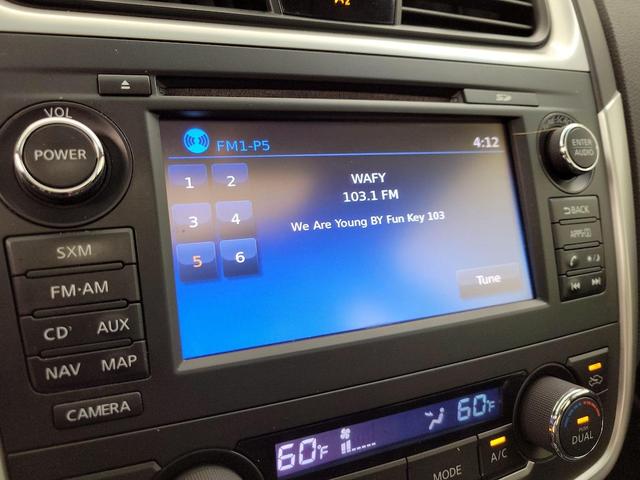 VOL
POWER
FM1-P5
4:12
ENTER
AUDIO
1
2
WAFY
103.1 FM
3
4
We Are Young BY Fun Key 103
5
6
Tune
BACK
SXM
FM·AM
CD
AUX
NAV
MAP
CAMERA
60°F
60°F
PUSH
DUAL
MODE
A/C